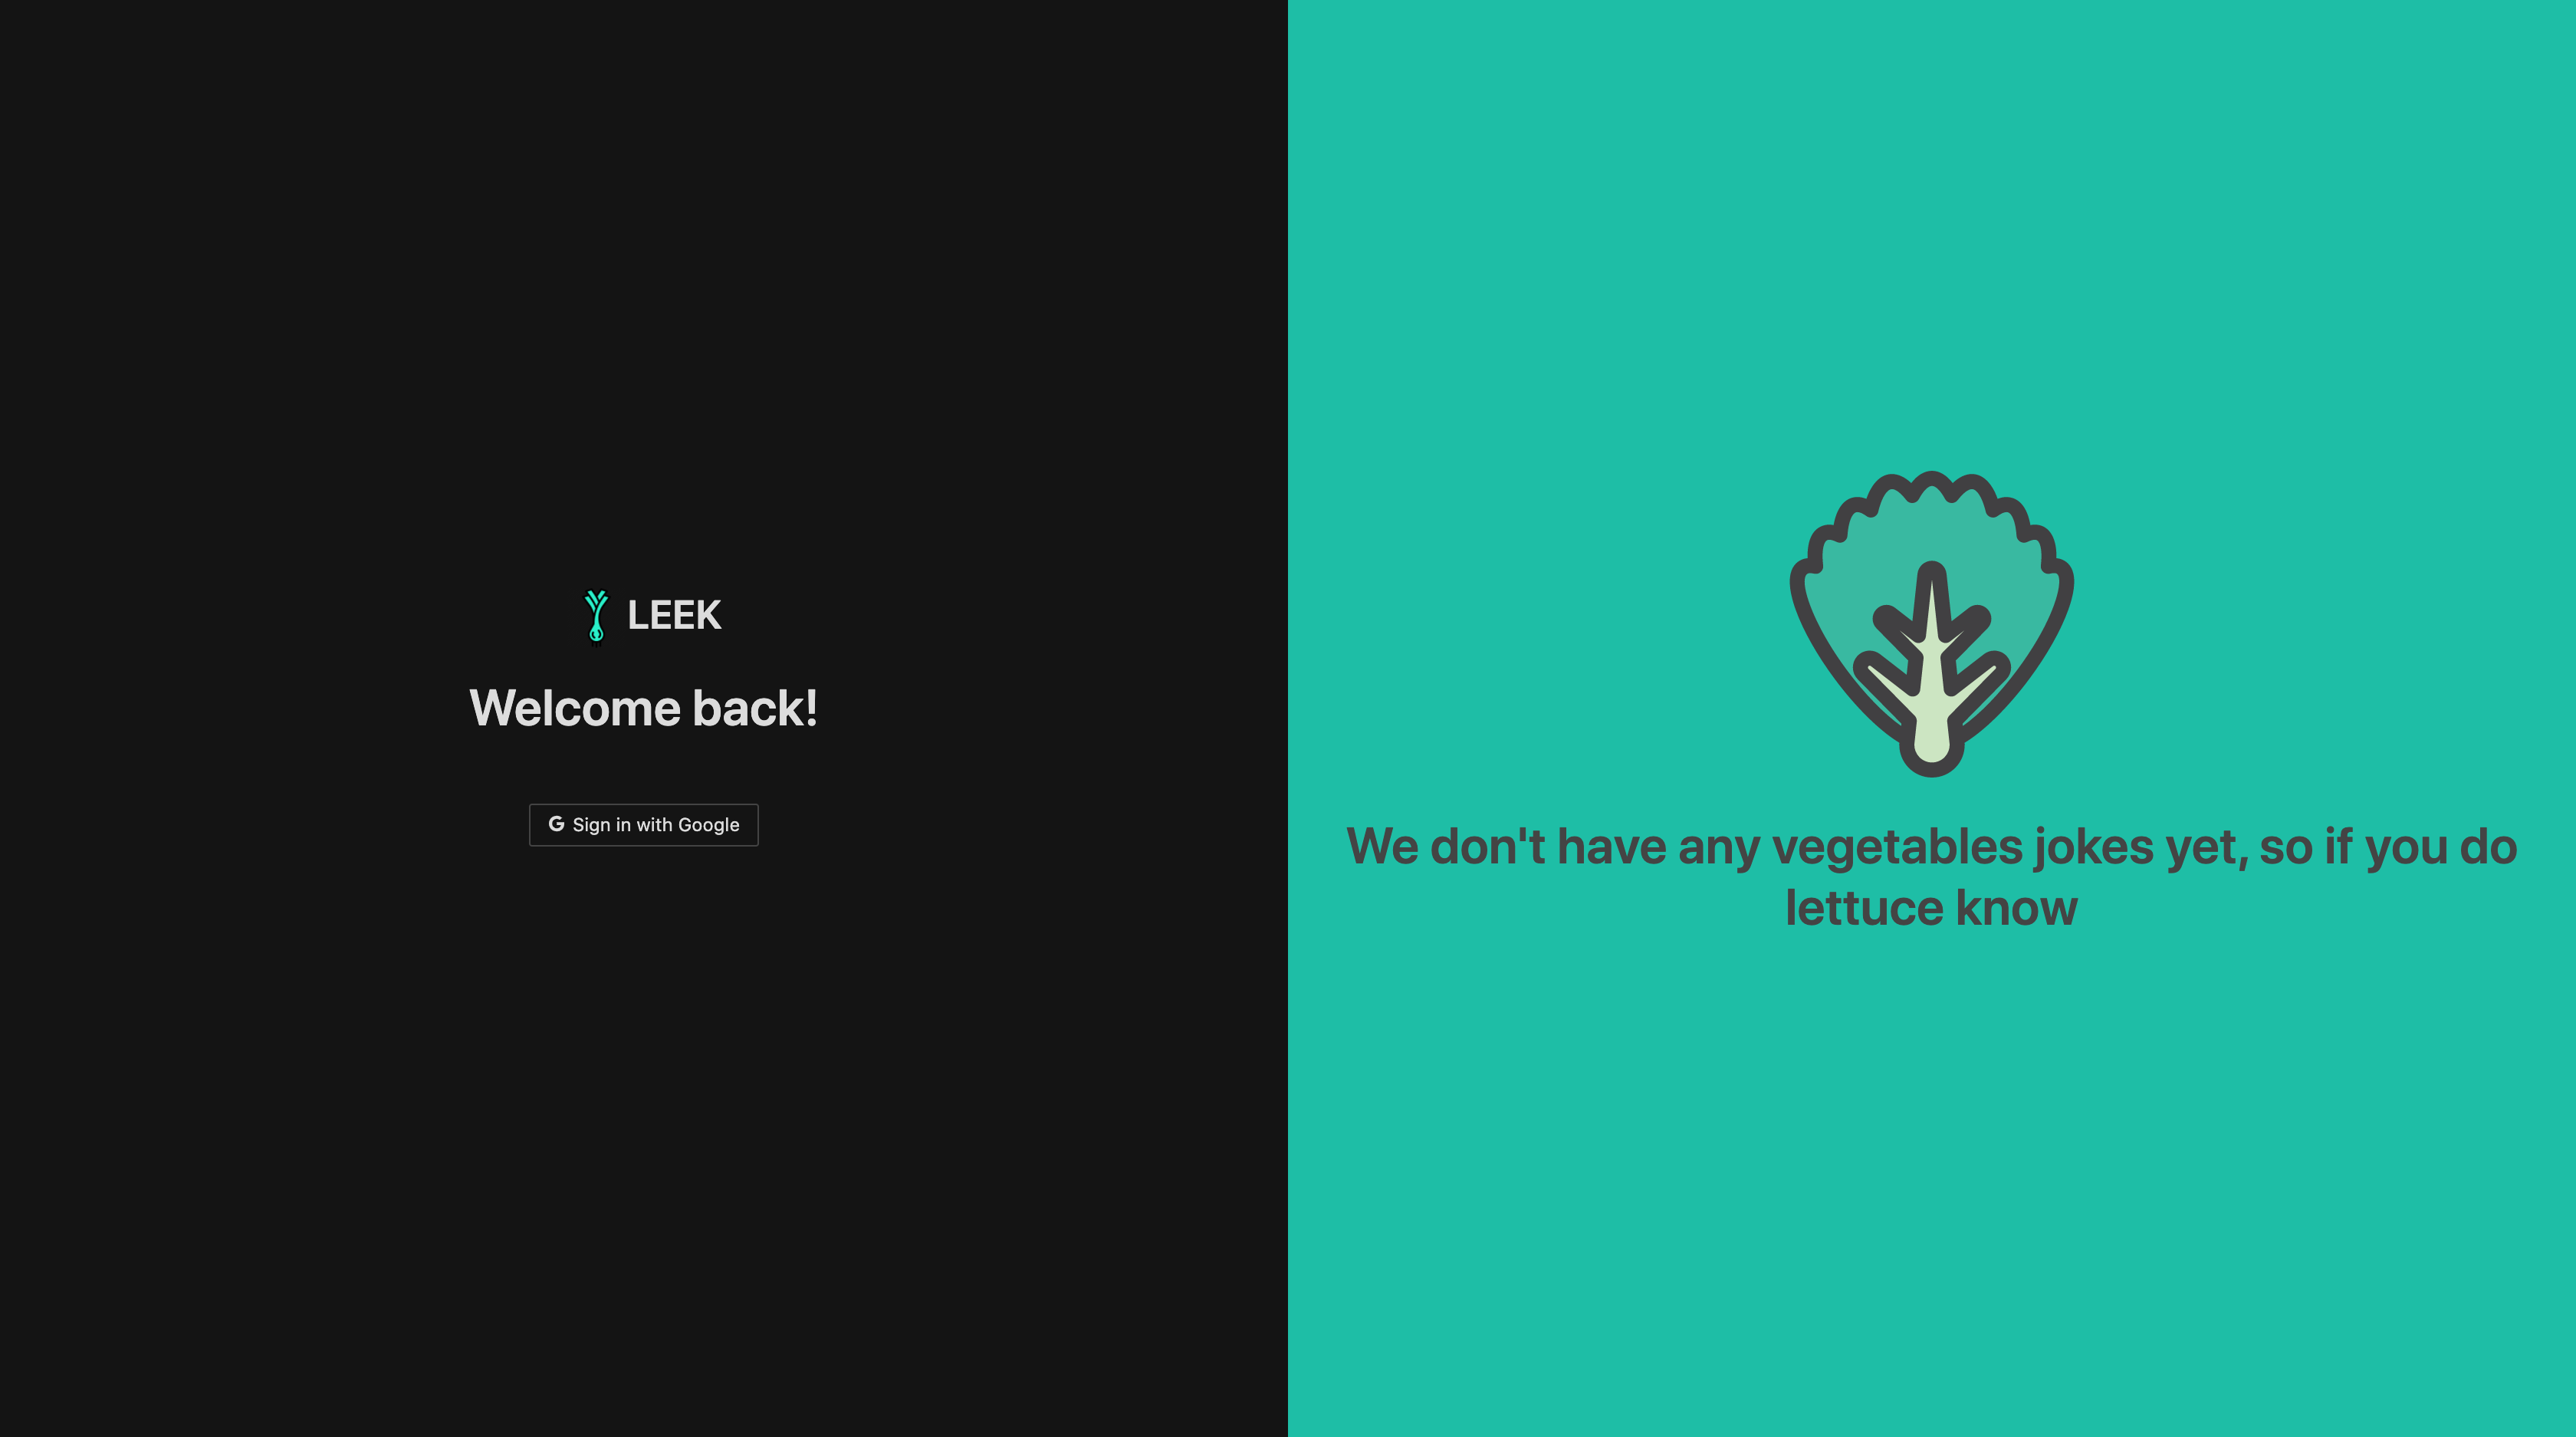 LEEK
Welcome back!
G Sign in with Google
We don't have any vegetables jokes yet, so if you do
lettuce know